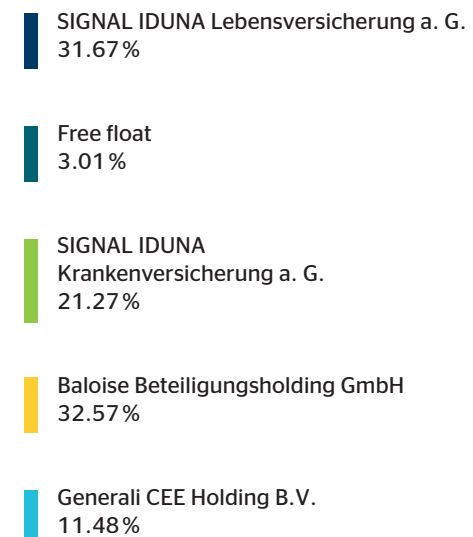 SIGNAL IDUNA Lebensversicherung a. G.
31.67 %
Free float
3.01 %
SIGNAL IDUNA
Krankenversicherung a. G.
21.27 %
Baloise Beteiligungsholding GmbH
32.57 %
Generali CEE Holding B.V.
11.48 %